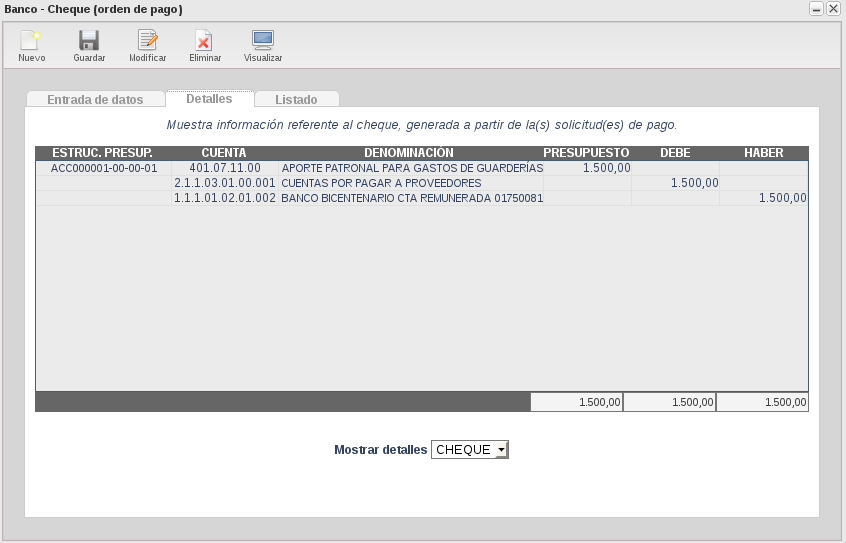 Banco - Cheque (orden de pago)
Nuevo Guardar Modificar Eliminar Visualizar
Entrada de datos Detalles Listado
Muestra información referente al cheque, generada a partir de la(s) solicitud(es) de pago.
ESTRUC. PRESUP. CUENTA DENOMINACIÓN PRESUPUESTO DEBE HABER
ACC000001-00-00-01 401.07.11.00 APORTE PATRONAL PARA GASTOS DE GUARDERÍAS 1.500,00
2.1.1.03.01.00.001 CUENTAS POR PAGAR A PROVEEDORES 1.500,00
1.1.1.01.02.01.002 BANCO BICENTENARIO CTA REMUNERADA 01750081 1.500,00
1.500,00 1.500,00 1.500,00
Mostrar detalles CHEQUE